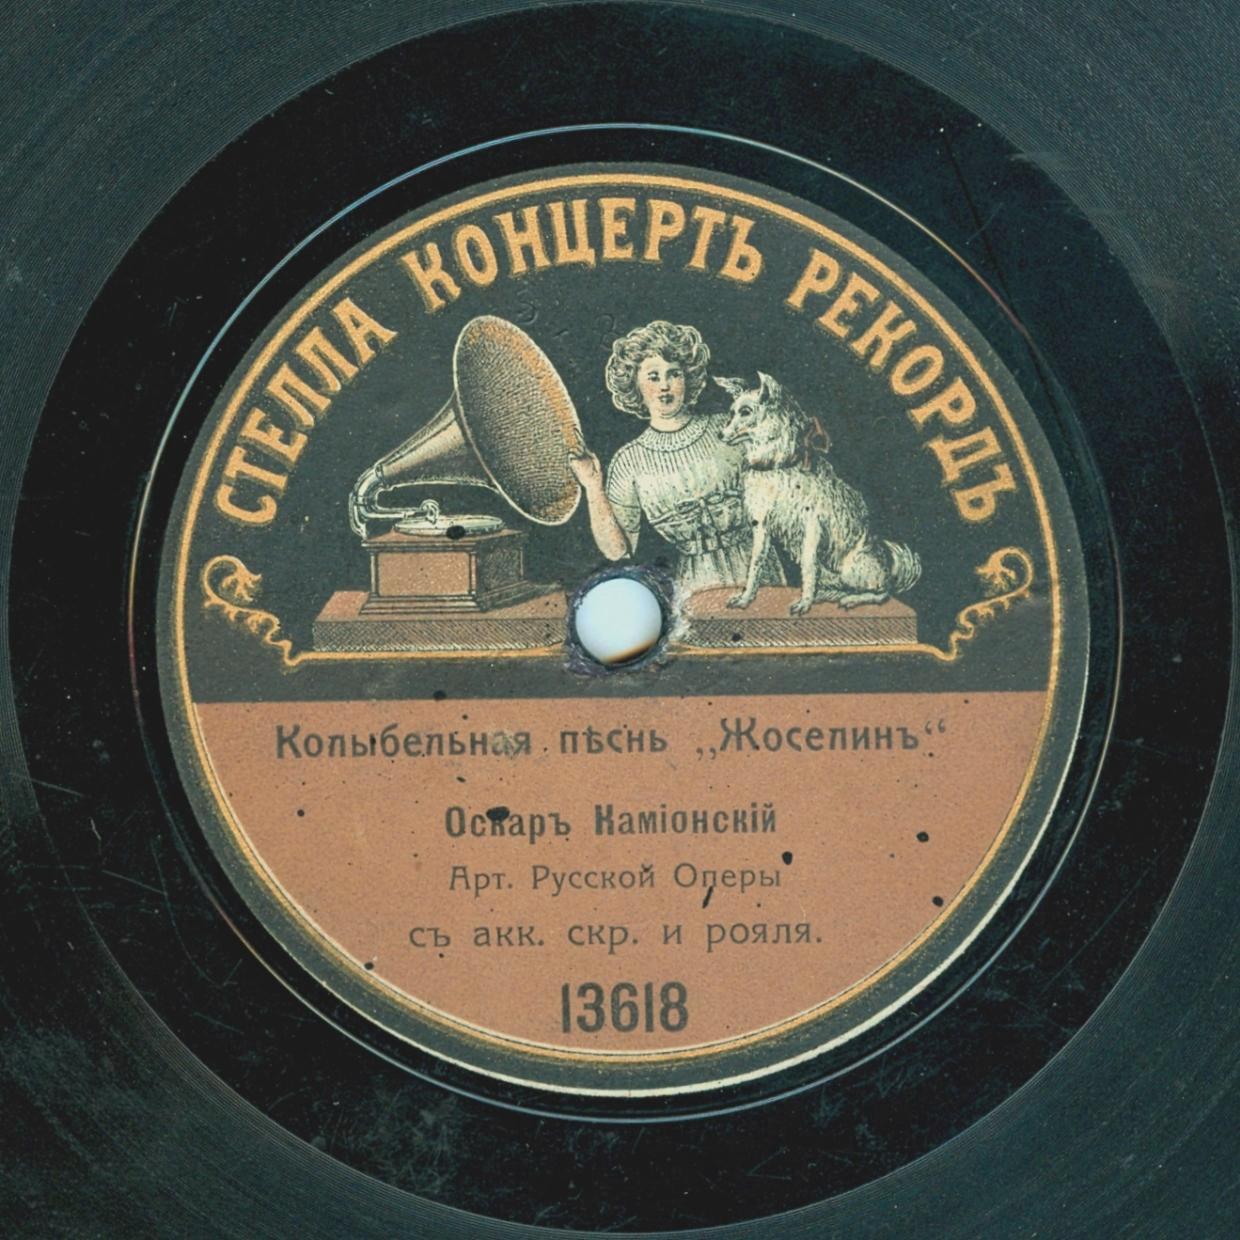 СТЕЛЛА КОНЦЕРТЪ РЕКОРДЪ
Колыбельная пѣснь „Жоселинъ“
Оскаръ Каміонскій
Арт. Русской Оперы
съ акк. скр. и рояля.
13618